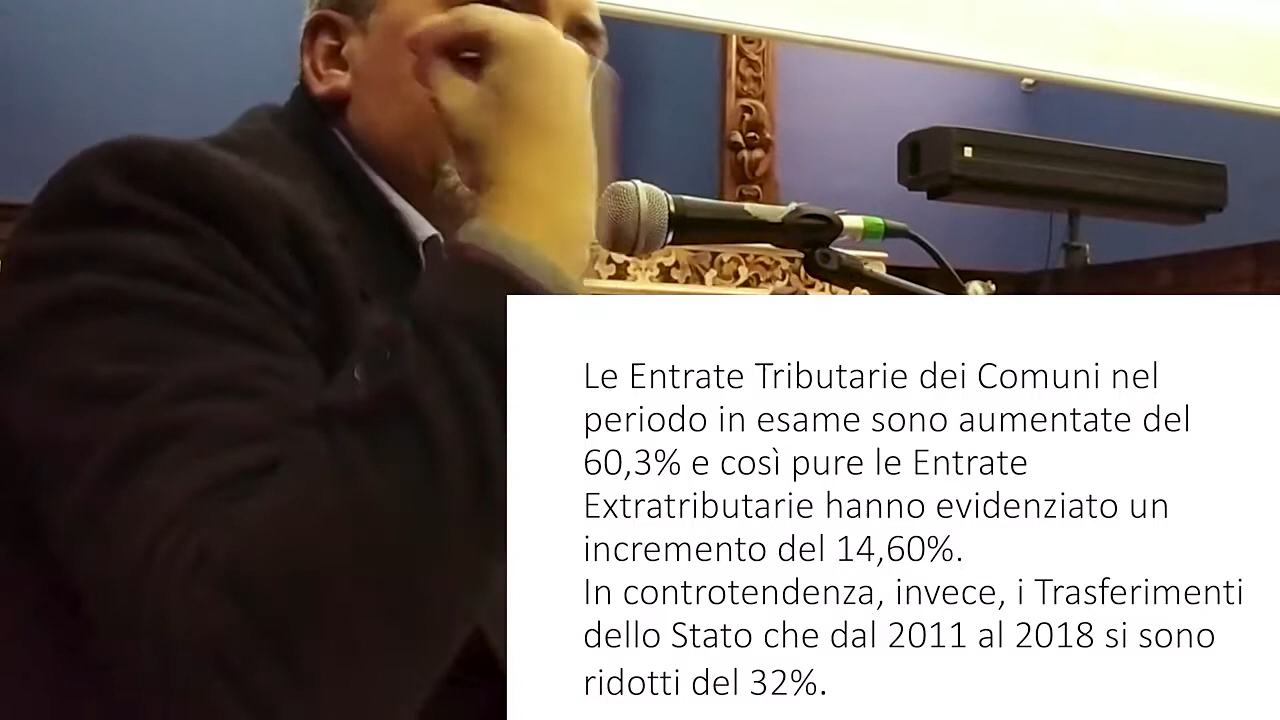 Le Entrate Tributarie dei Comuni nel
periodo in esame sono aumentate del
60,3% e così pure le Entrate
Extratributarie hanno evidenziato un
incremento del 14,60%.
In controtendenza, invece, i Trasferimenti
dello Stato che dal 2011 al 2018 si sono
ridotti del 32%.